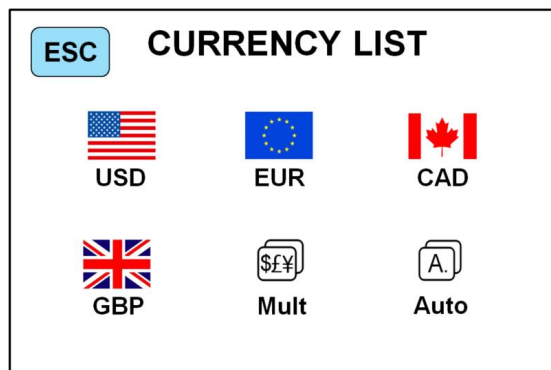 ESC
CURRENCY LIST
USD EUR CAD
$£¥ A.
GBP Mult Auto